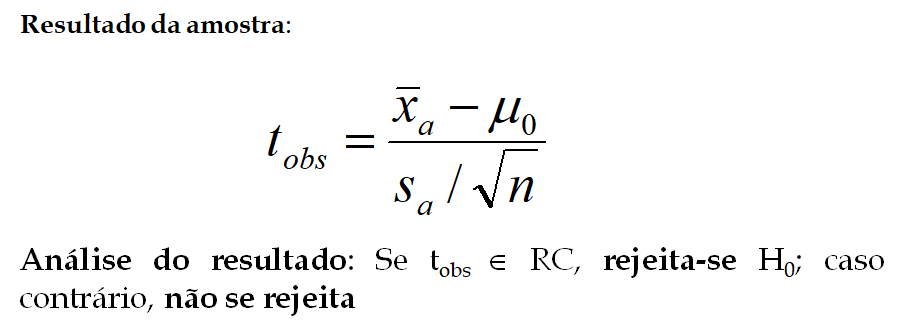 Resultado da amostra:
t_obs = (x̄_a − μ_0) / (s_a / √n)
Análise do resultado: Se t_obs ∈ RC, rejeita-se H_0; caso
contrário, não se rejeita